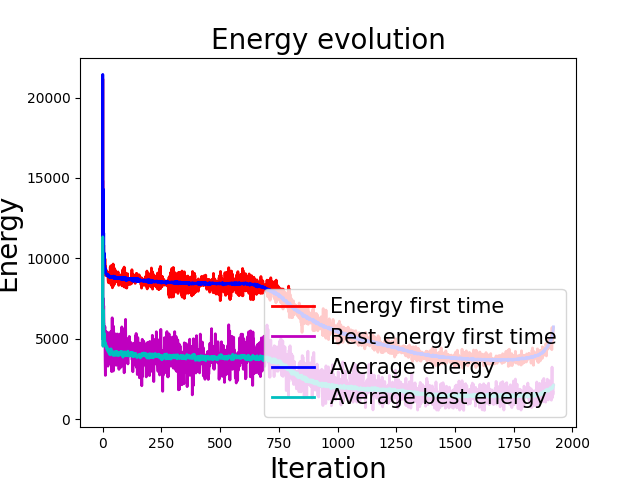 Energy evolution
Energy
20000
15000
10000
5000
0
Energy first time
Best energy first time
Average energy
Average best energy
0 250 500 750 1000 1250 1500 1750 2000
Iteration